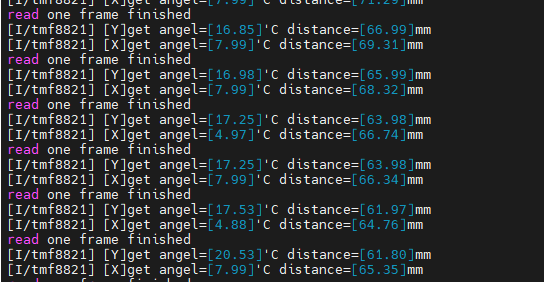 [I/tmf8821] [X]get angel=[7.99]'C distance=[71.29]mm
read one frame finished
[I/tmf8821] [Y]get angel=[16.85]'C distance=[66.99]mm
[I/tmf8821] [X]get angel=[7.99]'C distance=[69.31]mm
read one frame finished
[I/tmf8821] [Y]get angel=[16.98]'C distance=[65.99]mm
[I/tmf8821] [X]get angel=[7.99]'C distance=[68.32]mm
read one frame finished
[I/tmf8821] [Y]get angel=[17.25]'C distance=[63.98]mm
[I/tmf8821] [X]get angel=[4.97]'C distance=[66.74]mm
read one frame finished
[I/tmf8821] [Y]get angel=[17.25]'C distance=[63.98]mm
[I/tmf8821] [X]get angel=[7.99]'C distance=[66.34]mm
read one frame finished
[I/tmf8821] [Y]get angel=[17.53]'C distance=[61.97]mm
[I/tmf8821] [X]get angel=[4.88]'C distance=[64.76]mm
read one frame finished
[I/tmf8821] [Y]get angel=[20.53]'C distance=[61.80]mm
[I/tmf8821] [X]get angel=[7.99]'C distance=[65.35]mm